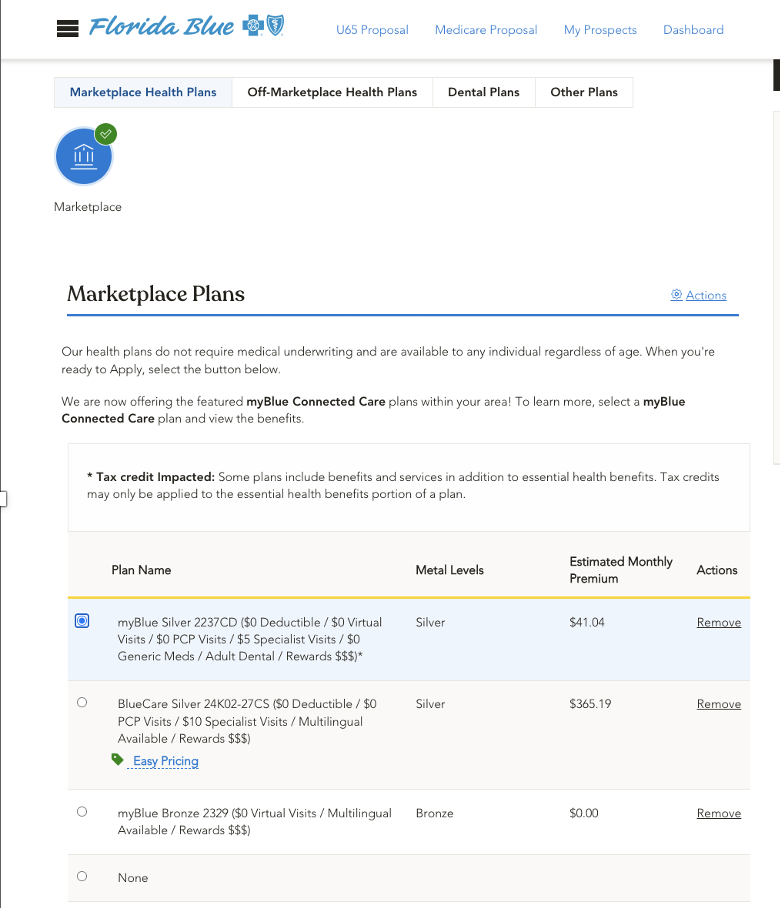 Florida Blue
U65 Proposal
Medicare Proposal
My Prospects
Dashboard
Marketplace Health Plans
Off-Marketplace Health Plans
Dental Plans
Other Plans
Marketplace
Marketplace Plans
Actions
Our health plans do not require medical underwriting and are available to any individual regardless of age. When you're
ready to Apply, select the button below.
We are now offering the featured myBlue Connected Care plans within your area! To learn more, select a myBlue
Connected Care plan and view the benefits.
* Tax credit Impacted: Some plans include benefits and services in addition to essential health benefits. Tax credits
may only be applied to the essential health benefits portion of a plan.
Plan Name
Metal Levels
Estimated Monthly
Premium
Actions
myBlue Silver 2237CD ($0 Deductible / $0 Virtual
Visits / $0 PCP Visits / $5 Specialist Visits / $0
Generic Meds / Adult Dental / Rewards $$$)*
Silver
$41.04
Remove
BlueCare Silver 24K02-27CS ($0 Deductible / $0
PCP Visits / $10 Specialist Visits / Multilingual
Available / Rewards $$$)
Easy Pricing
Silver
$365.19
Remove
myBlue Bronze 2329 ($0 Virtual Visits / Multilingual
Available / Rewards $$$)
Bronze
$0.00
Remove
None